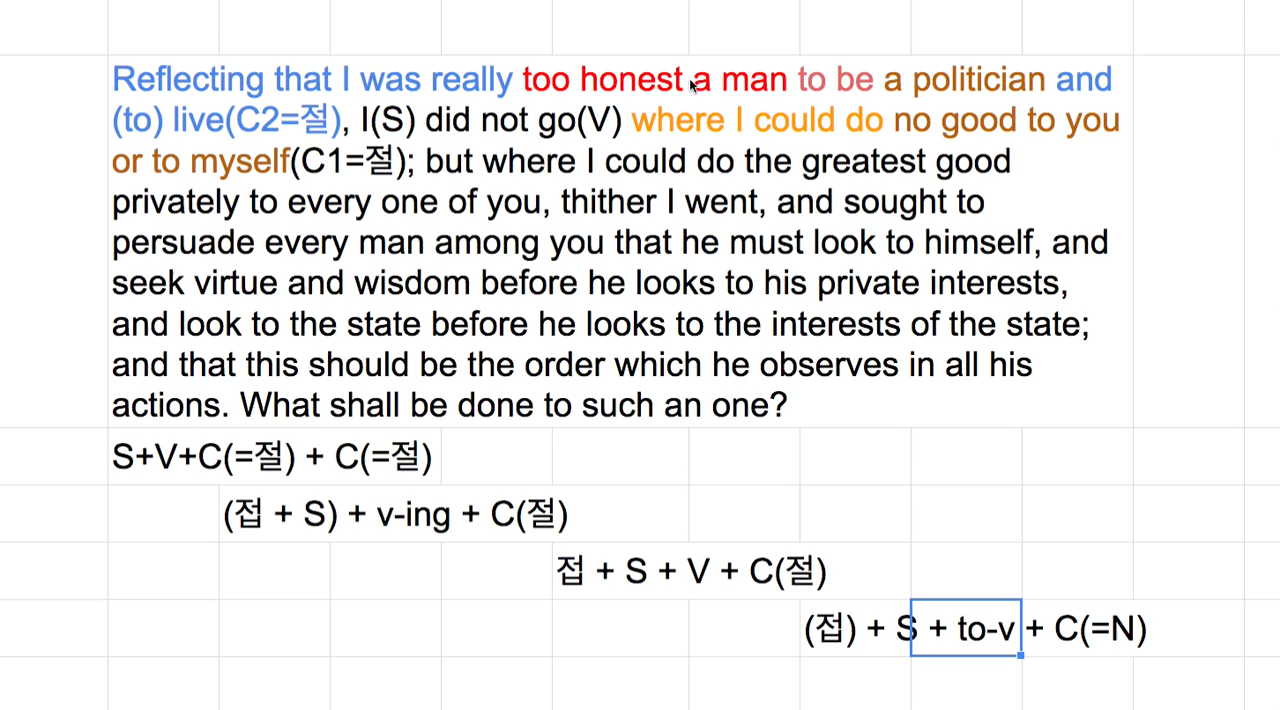 Reflecting that I was really too honest a man to be a politician and
(to) live(C2=절), I(S) did not go(V) where I could do no good to you
or to myself(C1=절); but where I could do the greatest good
privately to every one of you, thither I went, and sought to
persuade every man among you that he must look to himself, and
seek virtue and wisdom before he looks to his private interests,
and look to the state before he looks to the interests of the state;
and that this should be the order which he observes in all his
actions. What shall be done to such an one?
S+V+C(=절) + C(=절)
(접 + S) + v-ing + C(절)
접 + S + V + C(절)
(접) + S + to-v + C(=N)